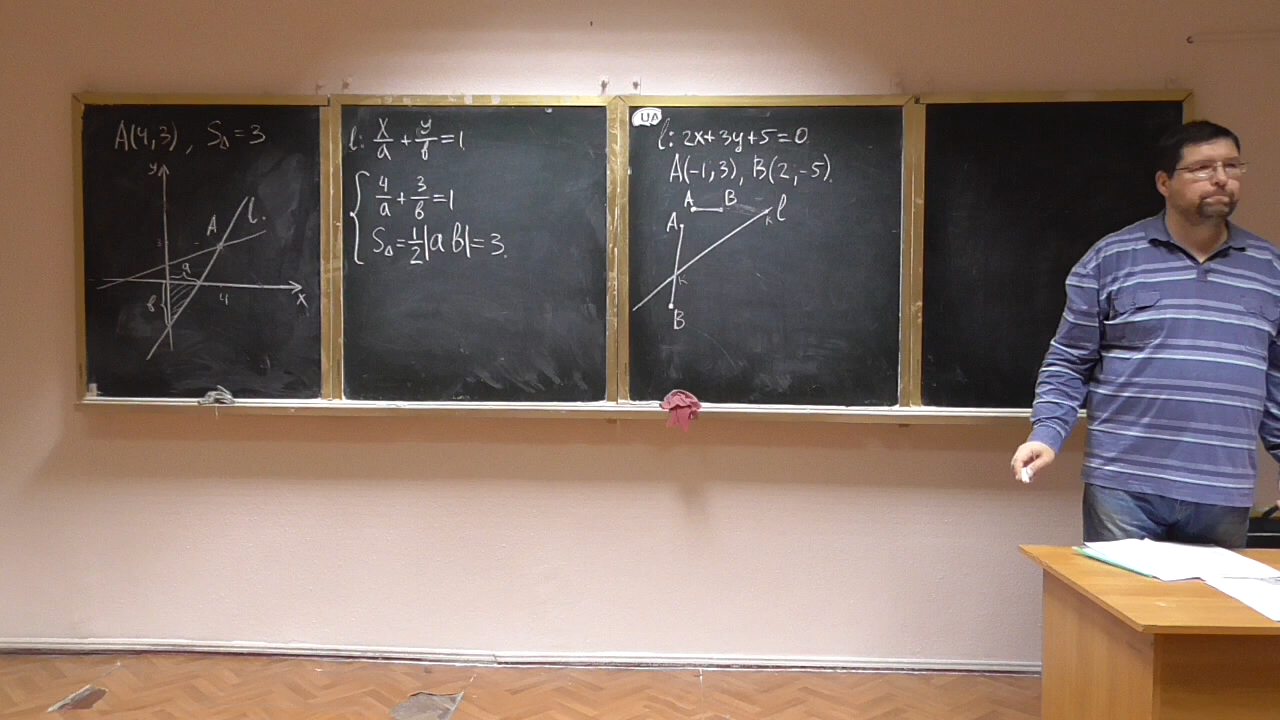 A(4,3), S△=3
y
A
l.
3
a
4
x
b
l: x/a + y/b = 1
4/a + 3/b = 1
S△ = 1/2|a b| = 3.
UA
l: 2x+3y+5=0
A(-1;3), B(2;-5).
A B
A l
K
K
B